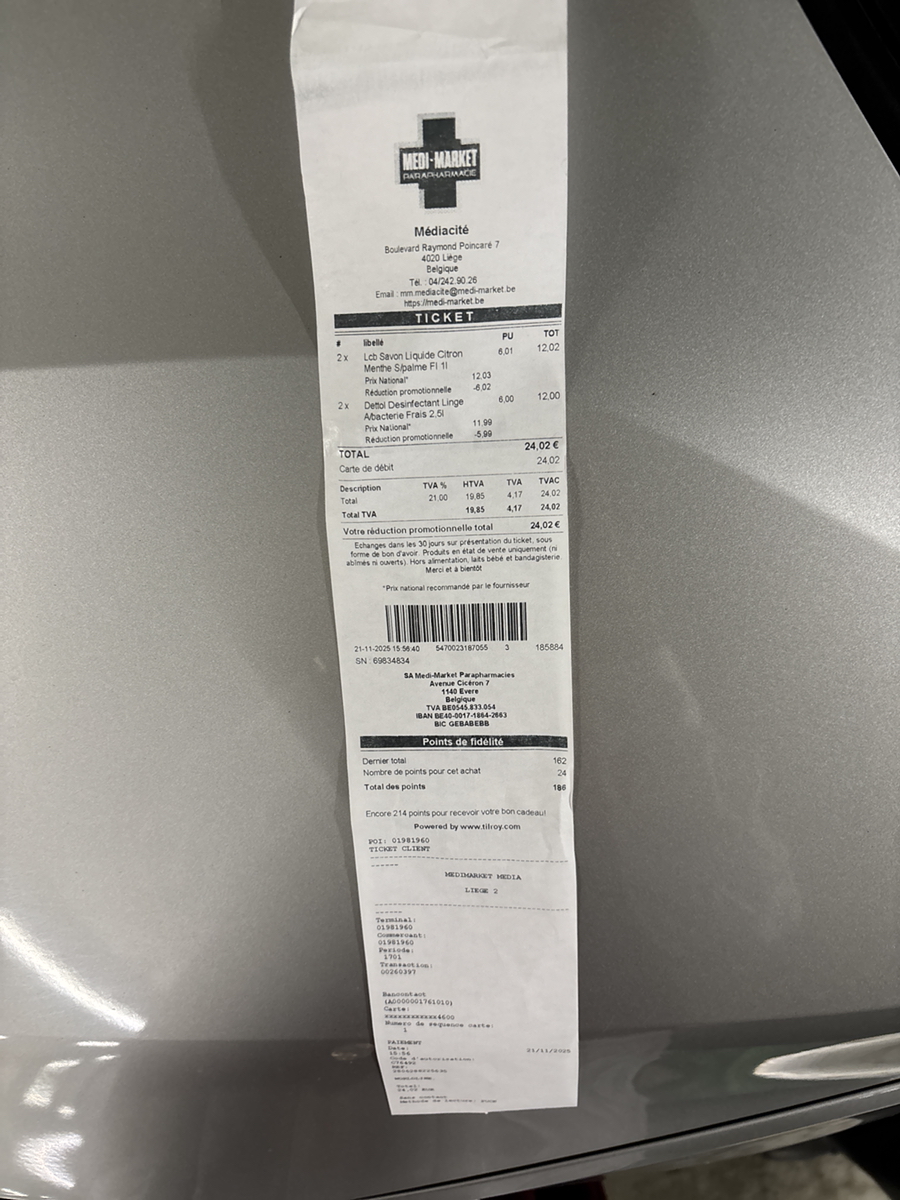 MEDI-MARKET
PARAPHARMACIE
Médiacité
Boulevard Raymond Poincaré 7
4020 Liège
Belgique
Tél. : 04/242.90.26
Email : mm.mediacite@medi-market.be
https://medi-market.be
TICKET
# libellé PU TOT
2 x Lcb Savon Liquide Citron 6,01 12,02
Menthe S/palme Fl 1l
Prix National* 12,03
Réduction promotionnelle -6,02
2 x Dettol Desinfectant Linge 6,00 12,00
A/bacterie Frais 2,5l
Prix National* 11,99
Réduction promotionnelle -5,99
TOTAL 24,02 €
Carte de débit 24,02
Description TVA % HTVA TVA TVAC
Total 21,00 19,85 4,17 24,02
Total TVA 19,85 4,17 24,02
Votre réduction promotionnelle total 24,02 €
Echanges dans les 30 jours sur présentation du ticket, sous
forme de bon d'avoir. Produits en état de vente uniquement (ni
abîmés ni ouverts). Hors alimentation, laits bébé et bandagisterie
Merci et à bientôt
*Prix national recommandé par le fournisseur
21-11-2025 15:56:40 5470023187055 3 185884
SN : 69834834
SA Medi-Market Parapharmacies
Avenue Cicéron 7
1140 Evere
Belgique
TVA BE0545.833.054
IBAN BE40-0017-1864-2663
BIC GEBABEBB
Points de fidélité
Dernier total 162
Nombre de points pour cet achat 24
Total des points 186
Encore 214 points pour recevoir votre bon cadeau!
Powered by www.tilroy.com
POI: 01981960
TICKET CLIENT
MEDIMARKET MEDIA
LIEGE 2
Terminal:
01981960
Commercant:
01981960
Periode:
1701
Transaction:
00260397
Bancontact
(A0000001761010)
Carte:
xxxxxxxxxxxx4600
Numero de sequence carte:
1
PAIEMENT
Date: 21/11/2025
15:56
Code d'autorisation:
Total:
24,02 EUR
Sans contact